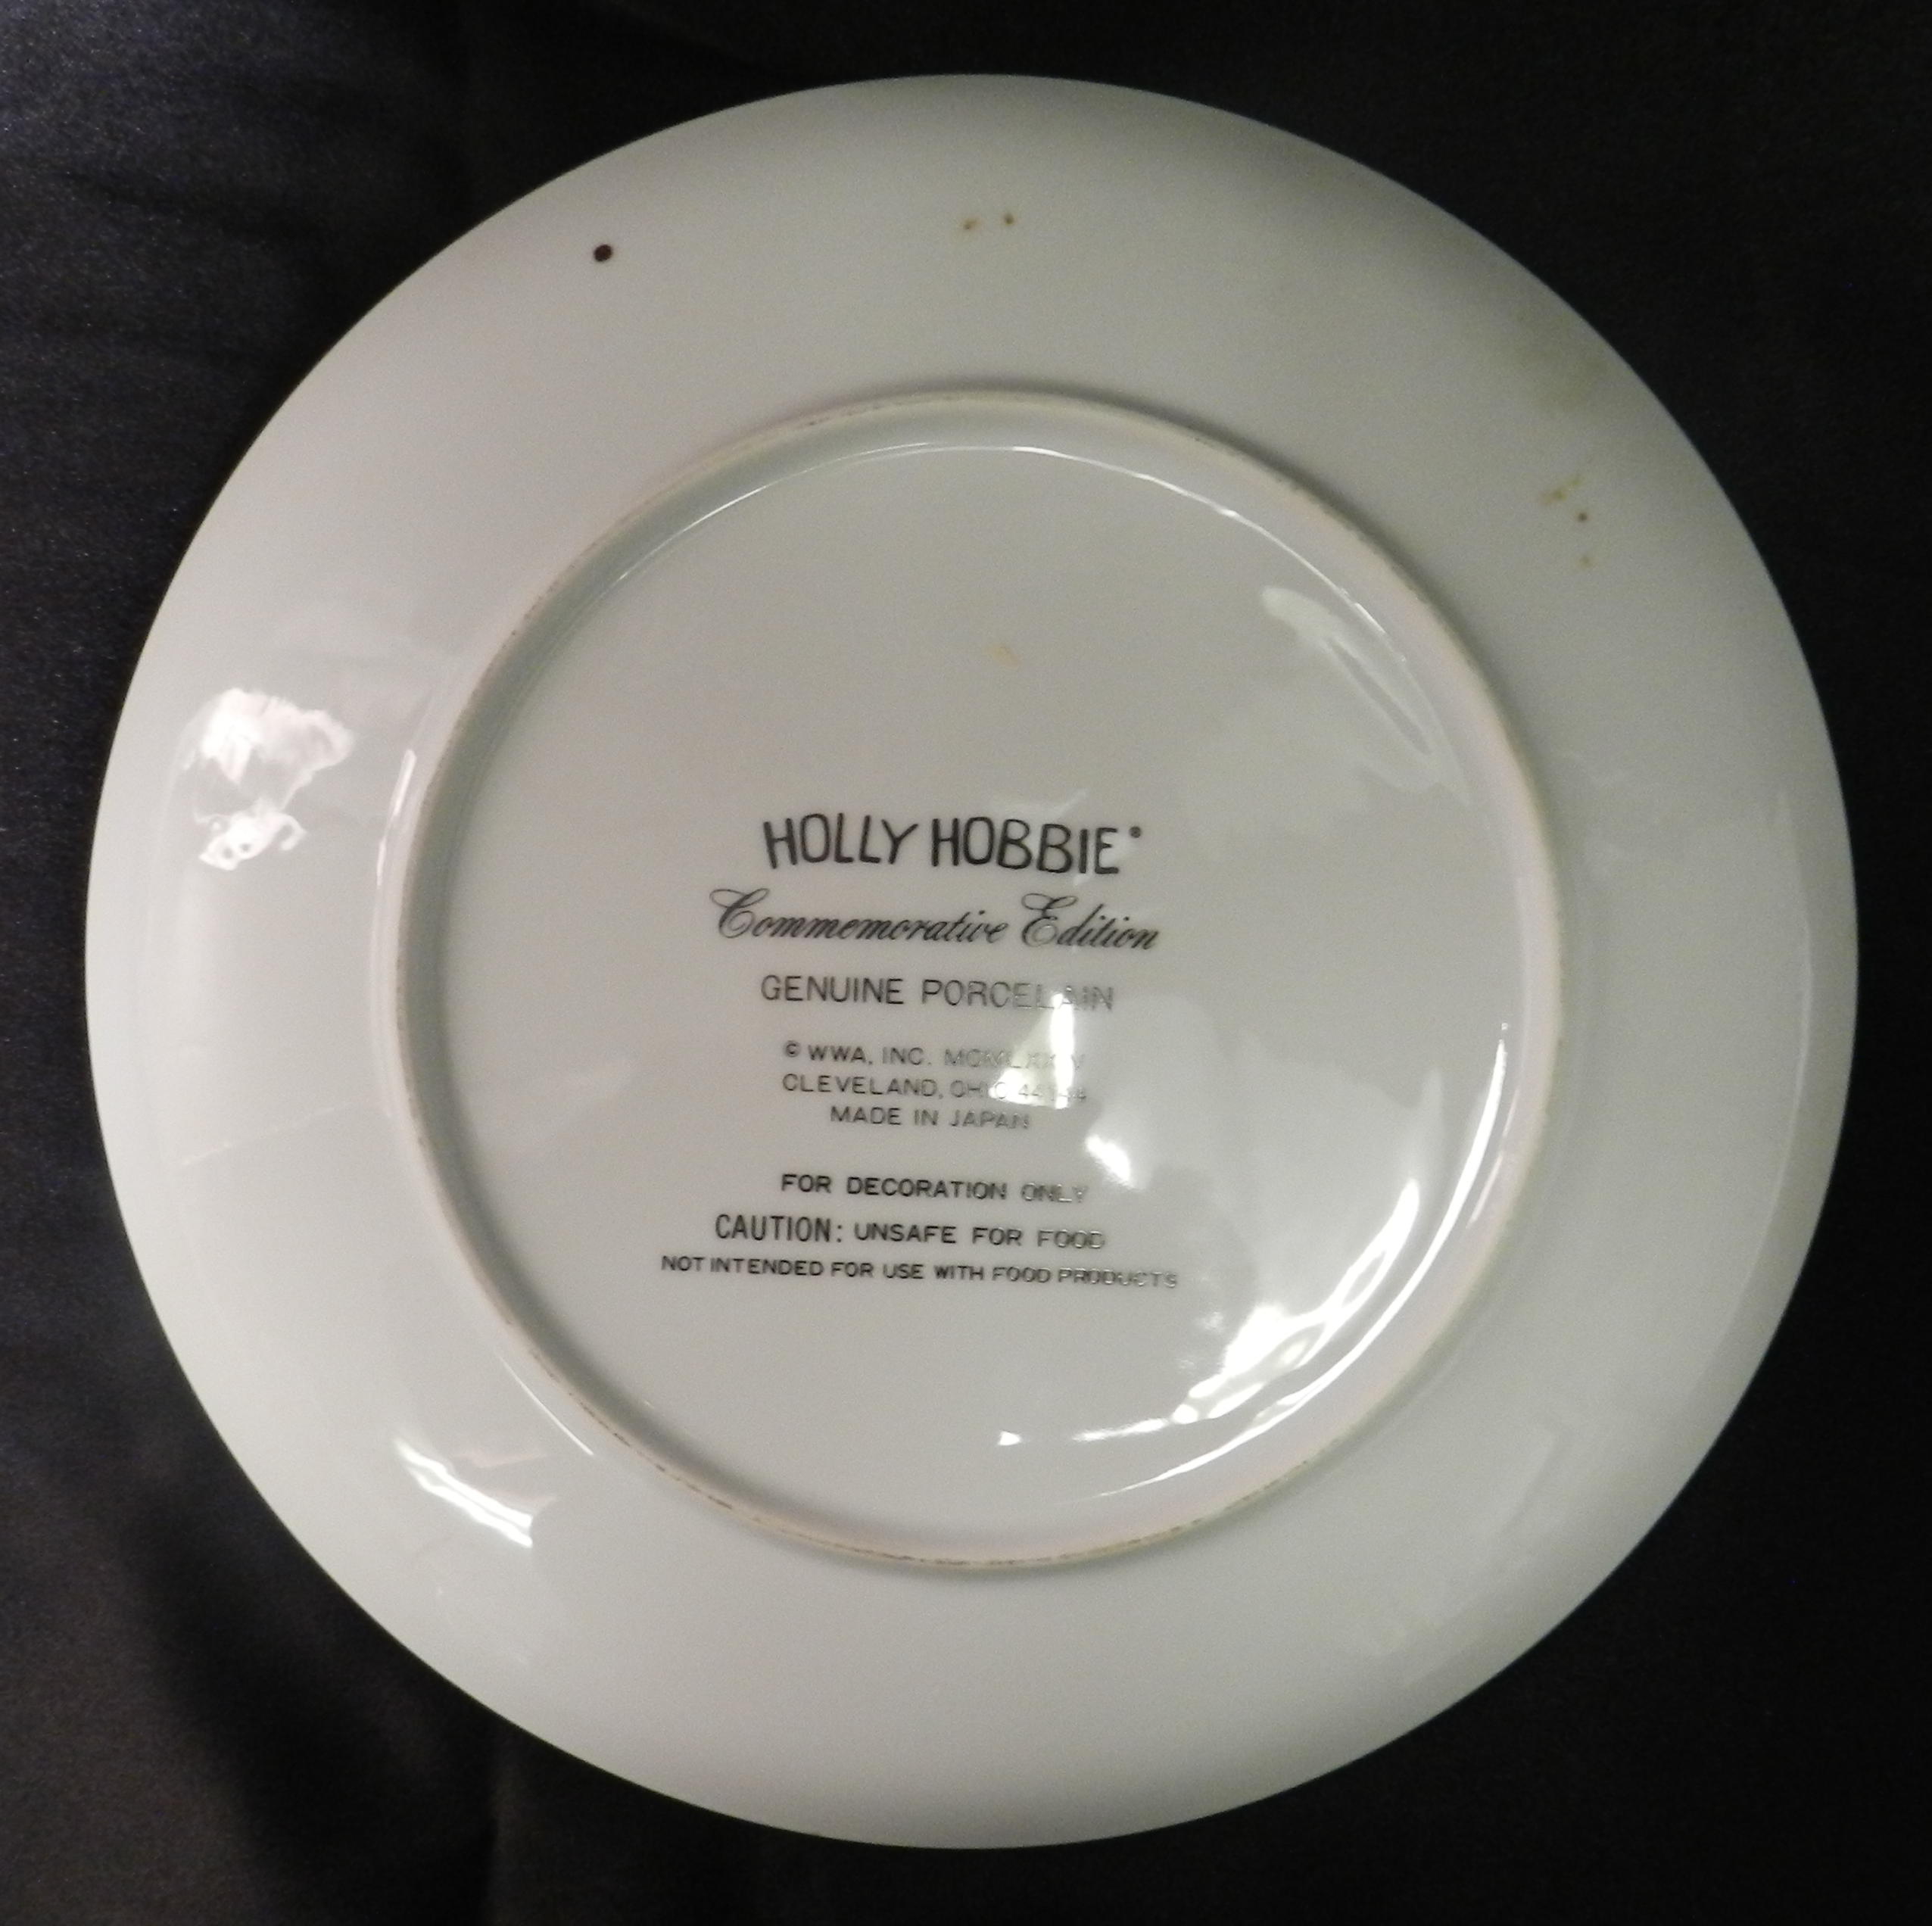 HOLLY HOBBIE®
Commemorative Edition
GENUINE PORCELAIN
© WWA, INC.
CLEVELAND, OHIO
MADE IN JAPAN
FOR DECORATION ONLY
CAUTION: UNSAFE FOR FOOD
NOT INTENDED FOR USE WITH FOOD PRODUCTS